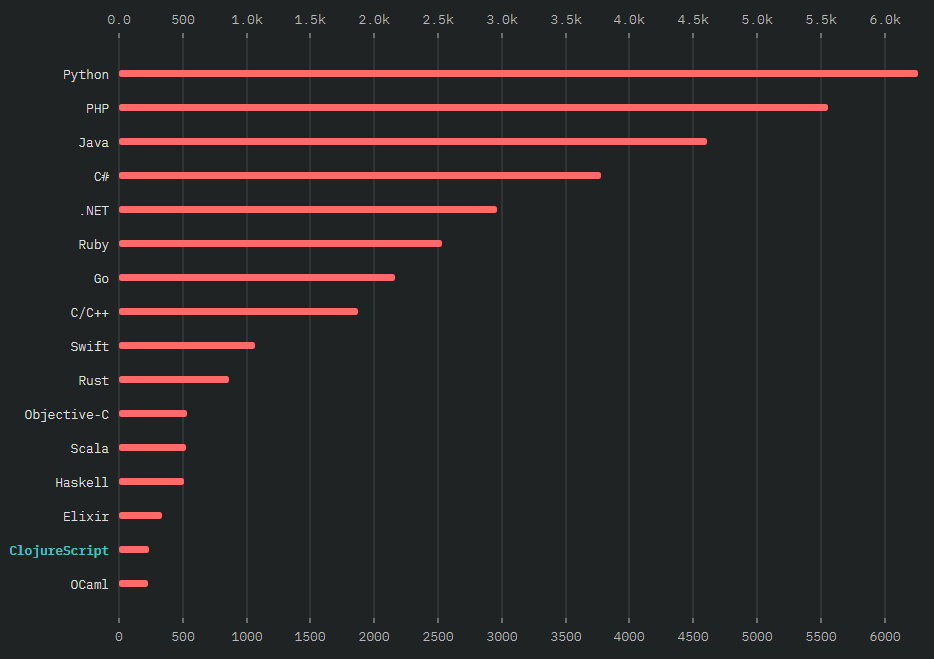 0.0 500 1.0k 1.5k 2.0k 2.5k 3.0k 3.5k 4.0k 4.5k 5.0k 5.5k 6.0k
Python
PHP
Java
C#
.NET
Ruby
Go
C/C++
Swift
Rust
Objective-C
Scala
Haskell
Elixir
ClojureScript
OCaml
0 500 1000 1500 2000 2500 3000 3500 4000 4500 5000 5500 6000